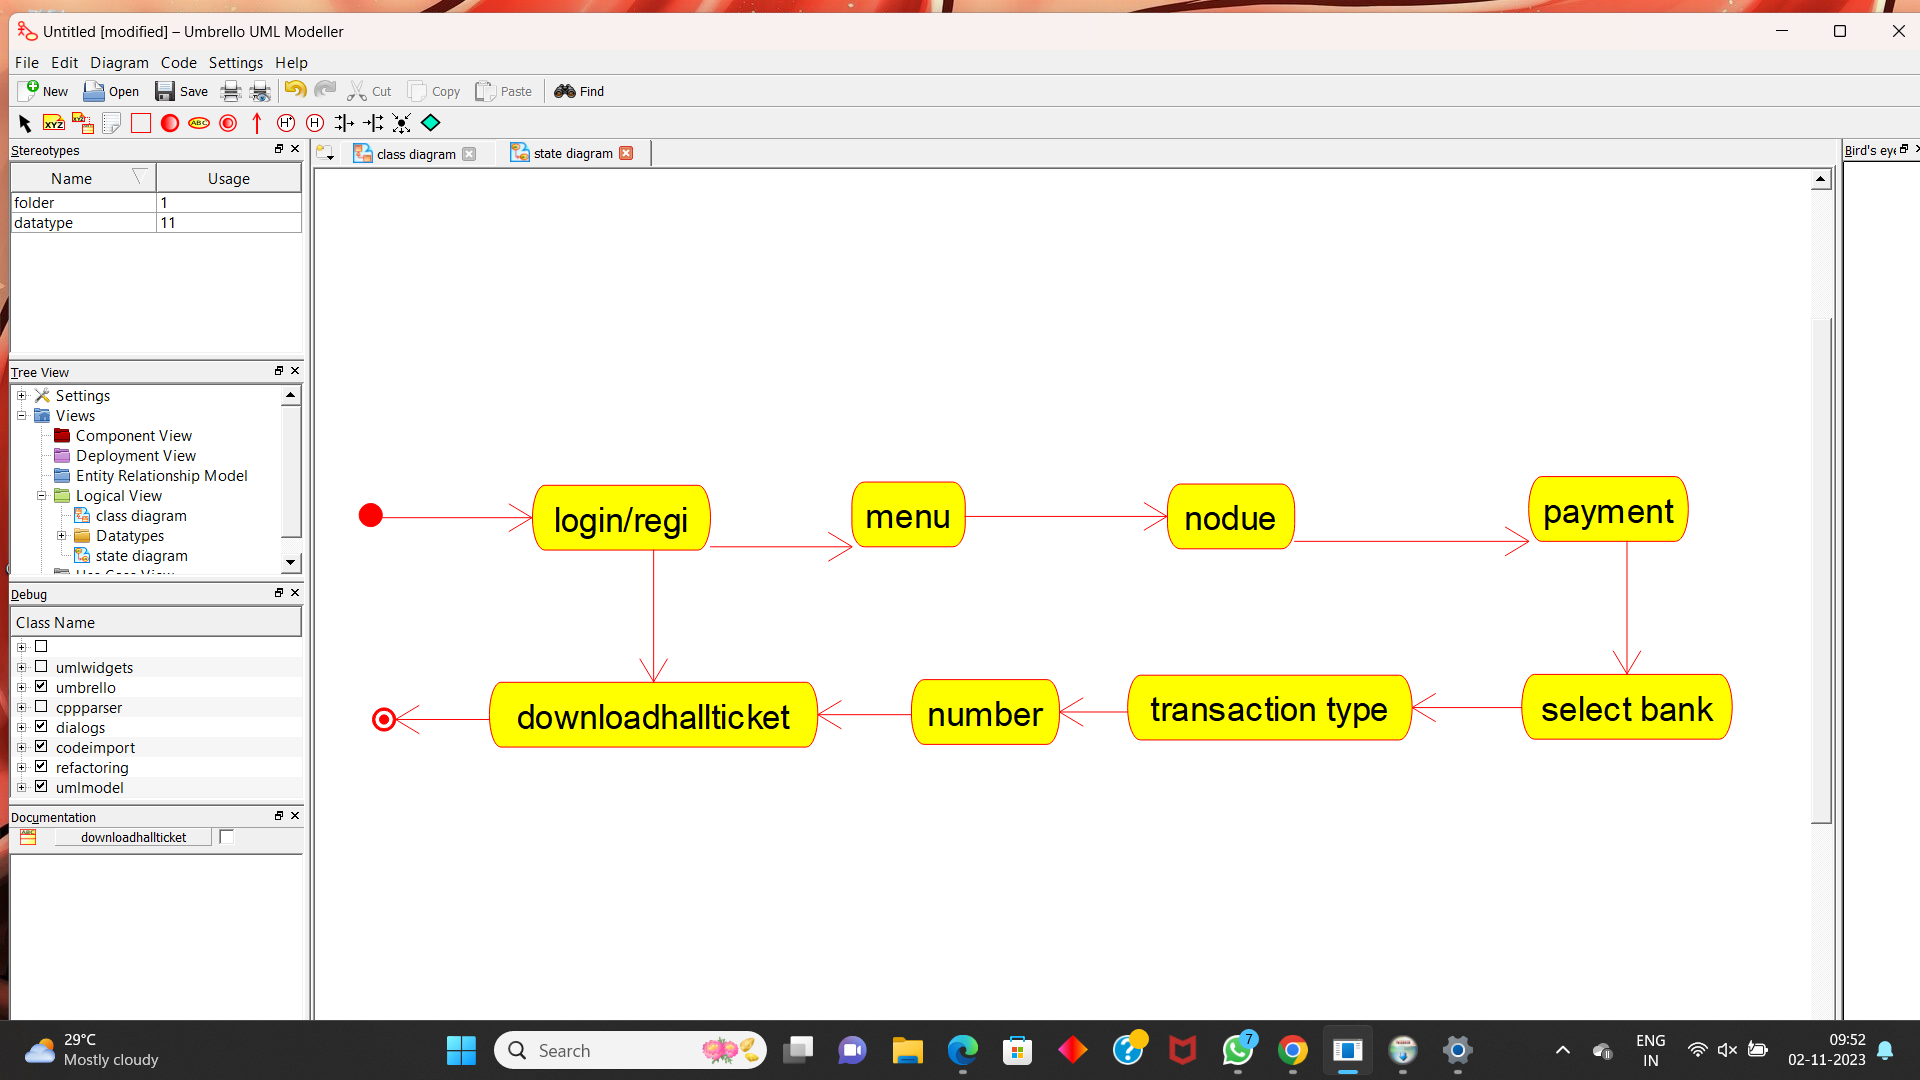 Untitled [modified] – Umbrello UML Modeller
File Edit Diagram Code Settings Help
New Open Save Cut Copy Paste Find
XYZ XYZ ABC H* H
Stereotypes
Name Usage
folder 1
datatype 11
class diagram
state diagram
Bird's eye
Tree View
Settings
Views
Component View
Deployment View
Entity Relationship Model
Logical View
class diagram
Datatypes
state diagram
Debug
Class Name
umlwidgets
umbrello
cppparser
dialogs
codeimport
refactoring
umlmodel
Documentation
downloadhallticket
login/regi
menu
nodue
payment
downloadhallticket
number
transaction type
select bank
29°C
Mostly cloudy
Search
7
ENG
IN
09:52
02-11-2023